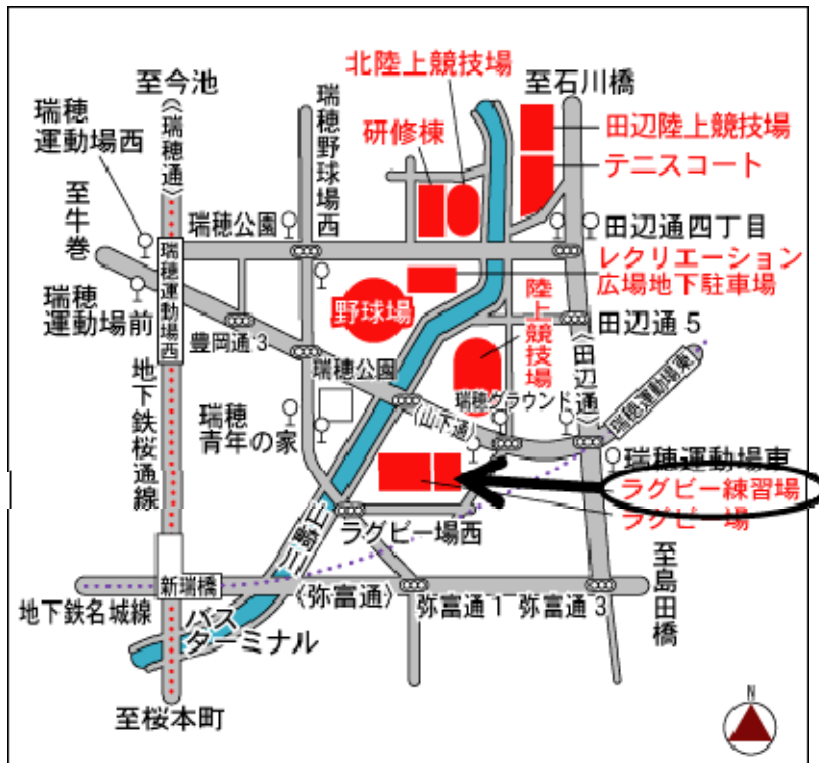 北陸上競技場
至今池
至石川橋
瑞穂
運動場西
《瑞穂通》
瑞穂野球場西
研修棟
田辺陸上競技場
テニスコート
至牛巻
瑞穂公園
田辺通四丁目
瑞穂運動場西
レクリエーション
広場地下駐車場
瑞穂
運動場前
野球場
陸上競技場
豊岡通3
田辺通5
瑞穂公園
《田辺通》
瑞穂運動場東
地下鉄桜通線
瑞穂グラウンド
瑞穂
青年の家
《山下通》
瑞穂運動場東
ラグビー練習場
ラグビー場
ラグビー場西
山崎川
至島田橋
新瑞橋
地下鉄名城線
《弥富通》
弥富通1
弥富通3
バス
ターミナル
至桜本町
N